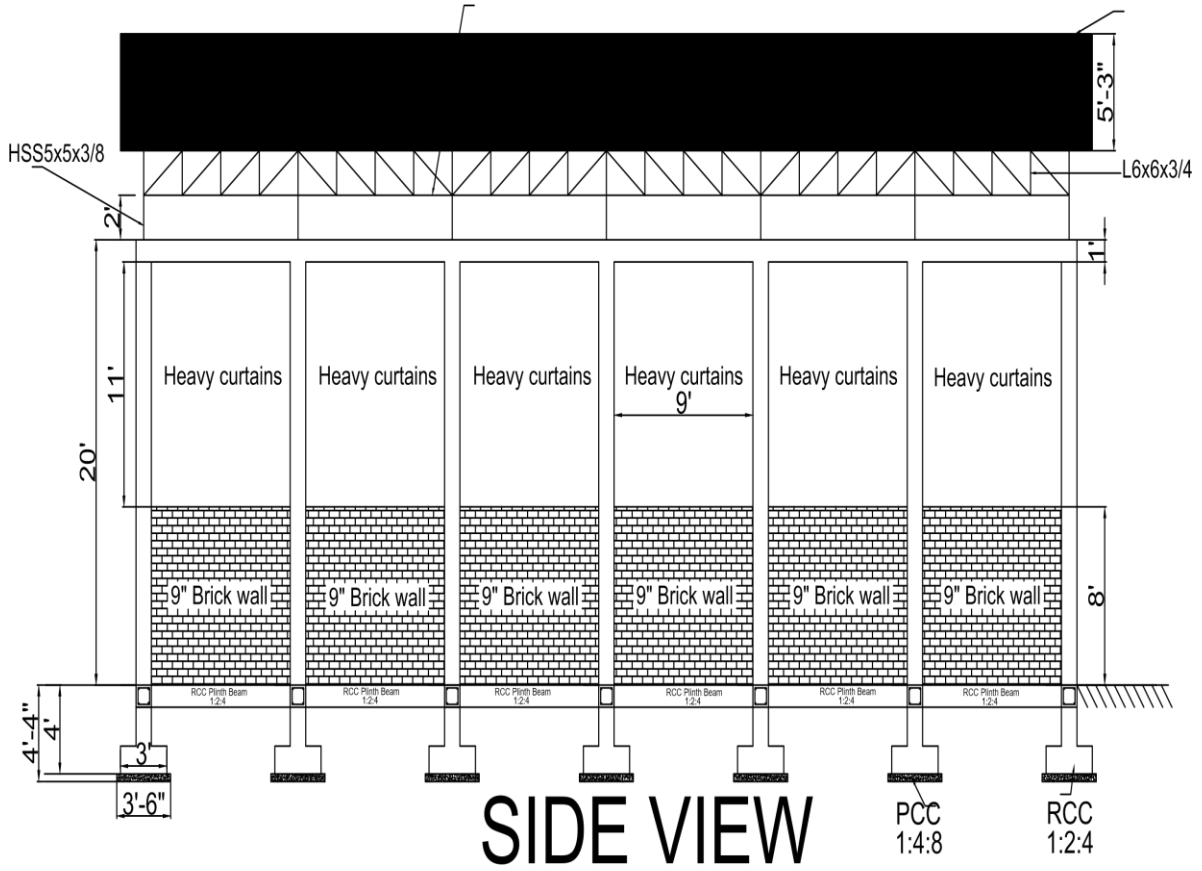 5'-3"
HSS5x5x3/8
L6x6x3/4
2'
1'
Heavy curtains
Heavy curtains
Heavy curtains
Heavy curtains
Heavy curtains
Heavy curtains
9'
11'
20'
9" Brick wall
9" Brick wall
9" Brick wall
9" Brick wall
9" Brick wall
9" Brick wall
8'
RCC Plinth Beam
1:2:4
RCC Plinth Beam
1:2:4
RCC Plinth Beam
1:2:4
RCC Plinth Beam
1:2:4
RCC Plinth Beam
1:2:4
RCC Plinth Beam
1:2:4
4'-4"
4'
3'
3'-6"
SIDE VIEW
PCC
1:4:8
RCC
1:2:4